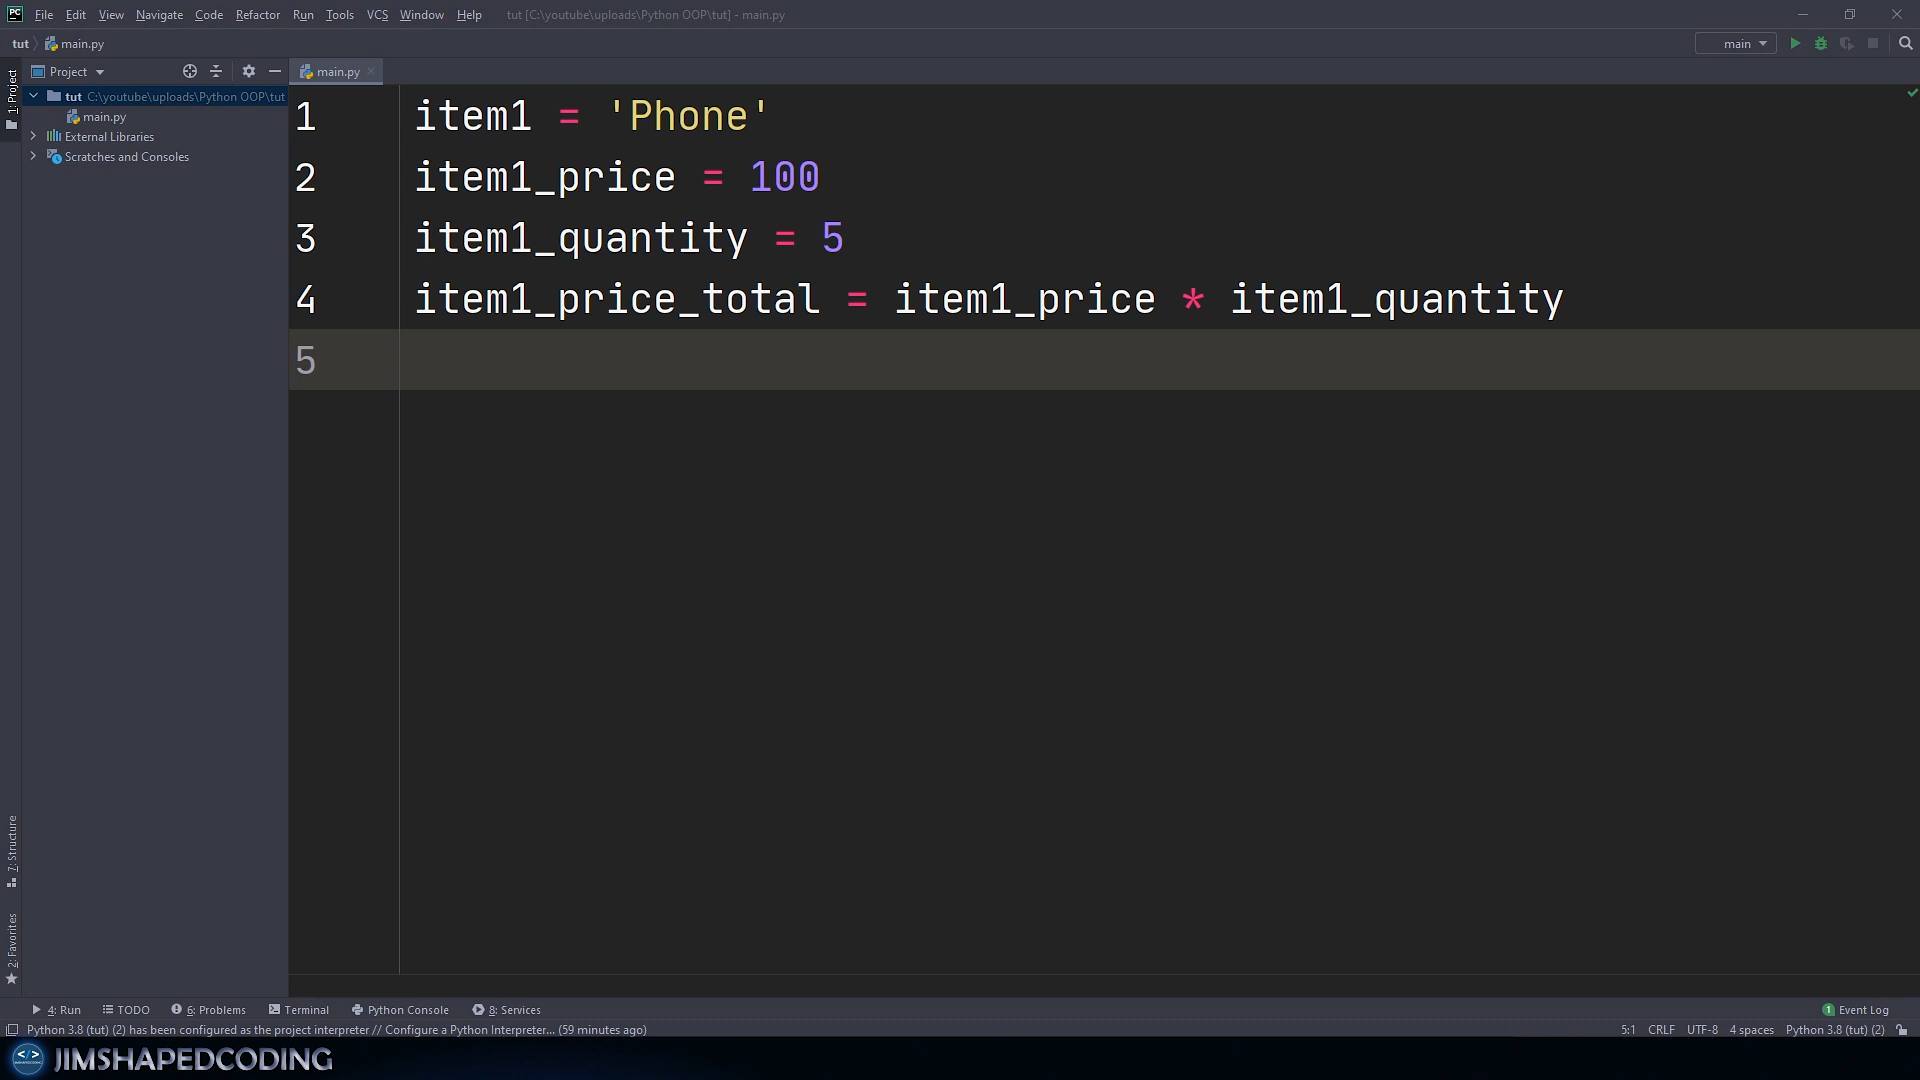 PC File Edit View Navigate Code Refactor Run Tools VCS Window Help tut [C:\youtube\uploads\Python OOP\tut] - main.py
tut main.py main
1: Project
Project main.py
tut C:\youtube\uploads\Python OOP\tut
main.py
External Libraries
Scratches and Consoles
1 item1 = 'Phone'
2 item1_price = 100
3 item1_quantity = 5
4 item1_price_total = item1_price * item1_quantity
5
7: Structure
2: Favorites
4: Run TODO 6: Problems Terminal Python Console 8: Services 1 Event Log
Python 3.8 (tut) (2) has been configured as the project interpreter // Configure a Python Interpreter... (59 minutes ago) 5:1 CRLF UTF-8 4 spaces Python 3.8 (tut) (2)
</> JIMSHAPEDCODING